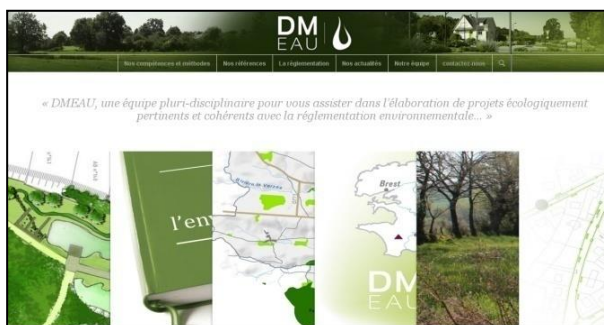 DM
EAU
Nos compétences et méthodes Nos références La réglementation Nos actualités Notre équipe contactez-nous
« DMEAU, une équipe pluri-disciplinaire pour vous assister dans l'élaboration de projets écologiquement
pertinents et cohérents avec la réglementation environnementale... »
Brest
l'en
DM
EAU